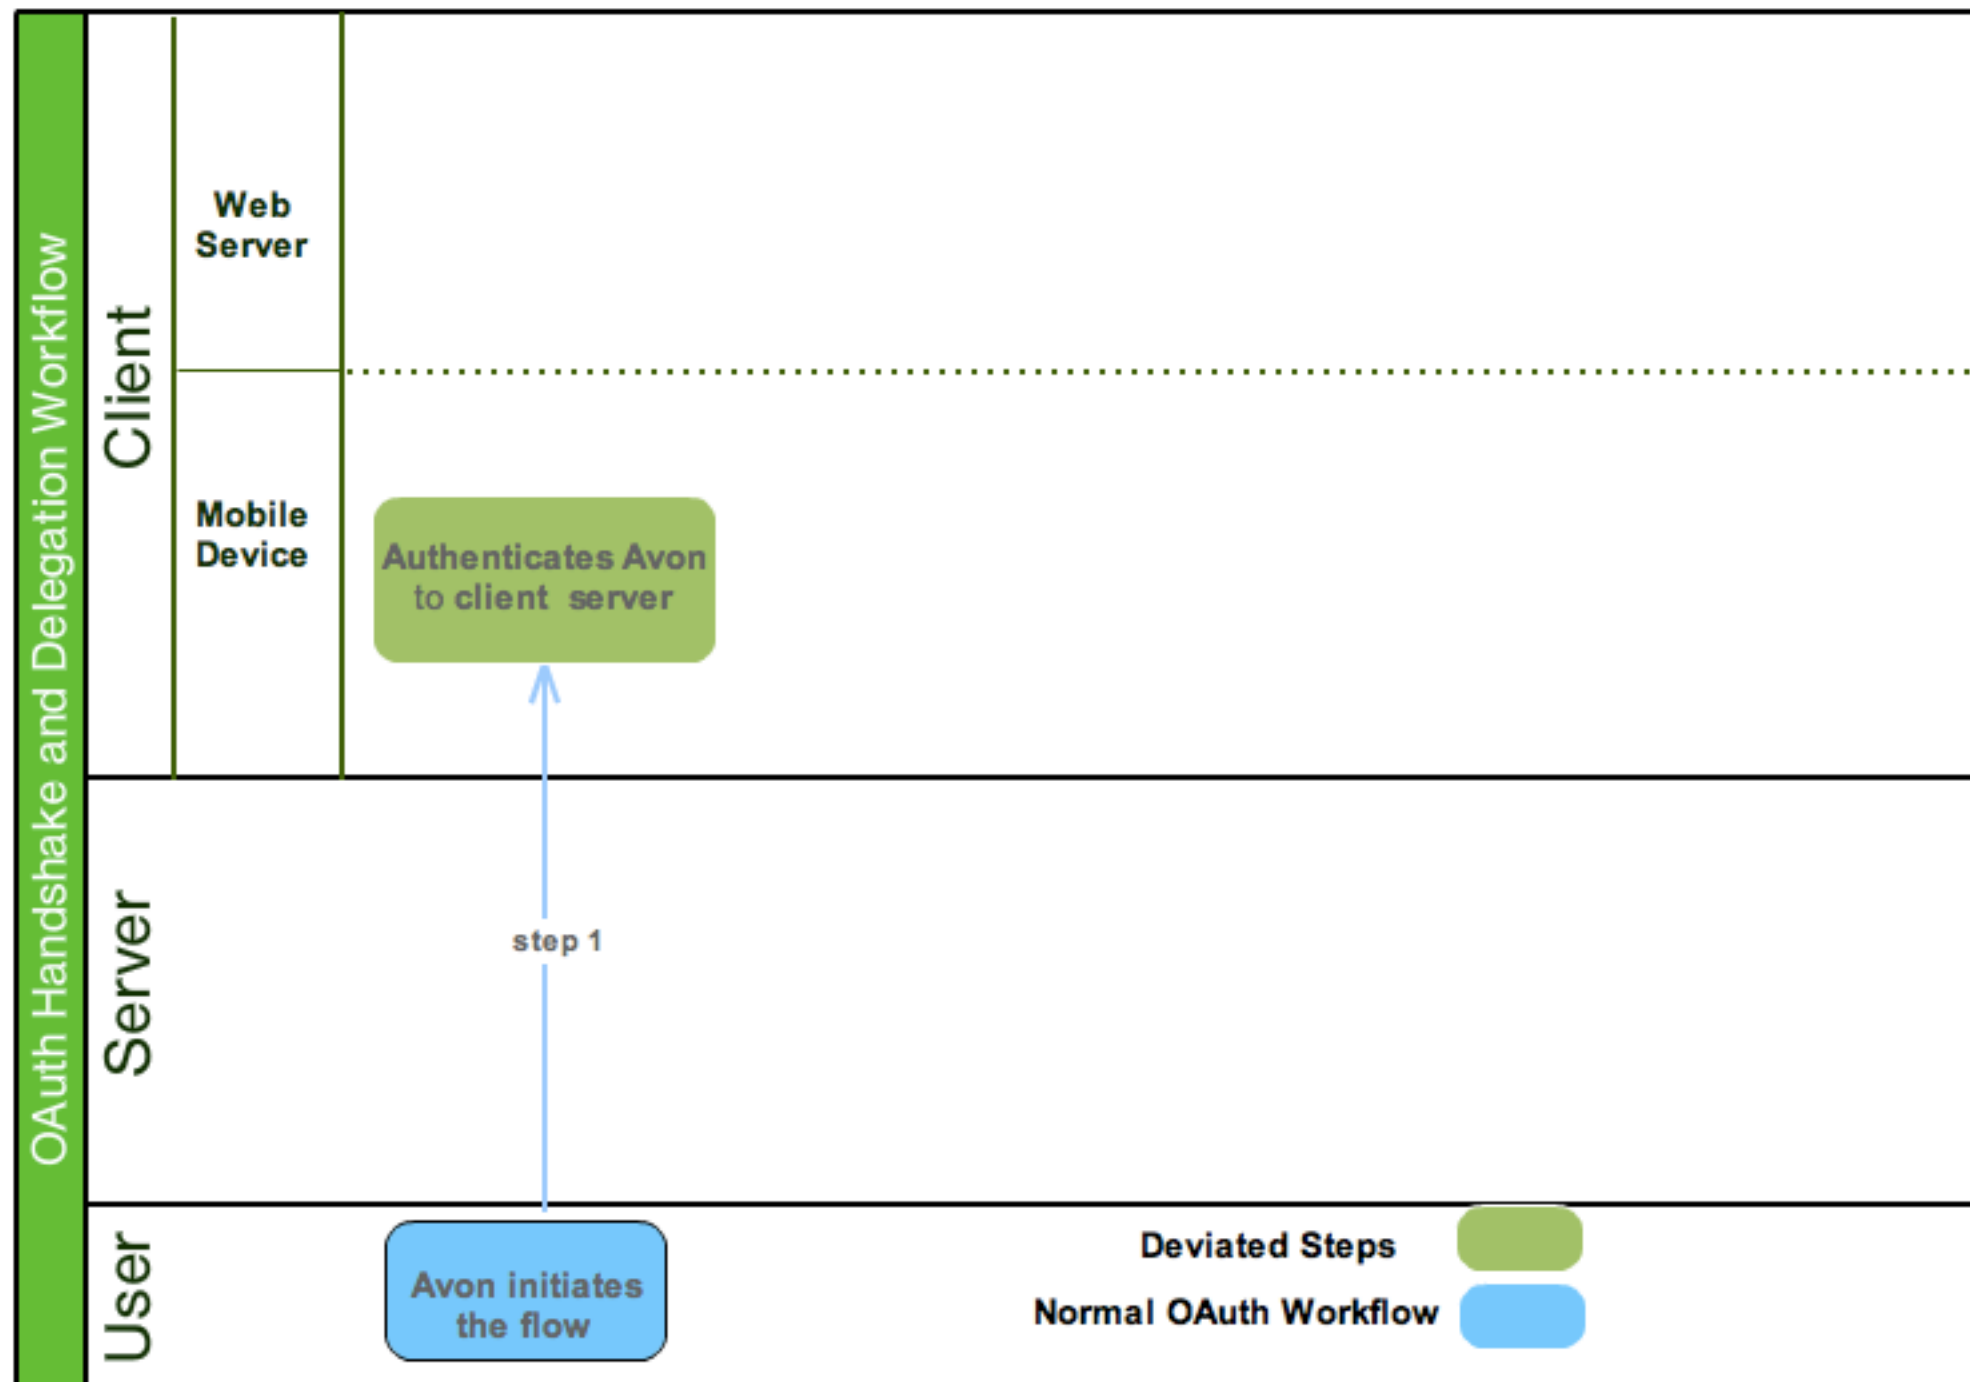 OAuth Handshake and Delegation Workflow
Client
Web
Server
Mobile
Device
Authenticates Avon
to client server
step 1
Server
User
Avon initiates
the flow
Deviated Steps
Normal OAuth Workflow